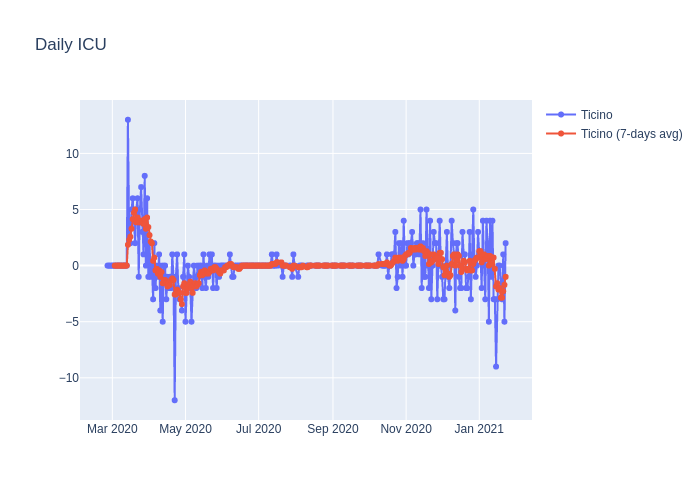 Daily ICU
Ticino
Ticino (7-days avg)
10
5
0
−5
−10
Mar 2020
May 2020
Jul 2020
Sep 2020
Nov 2020
Jan 2021